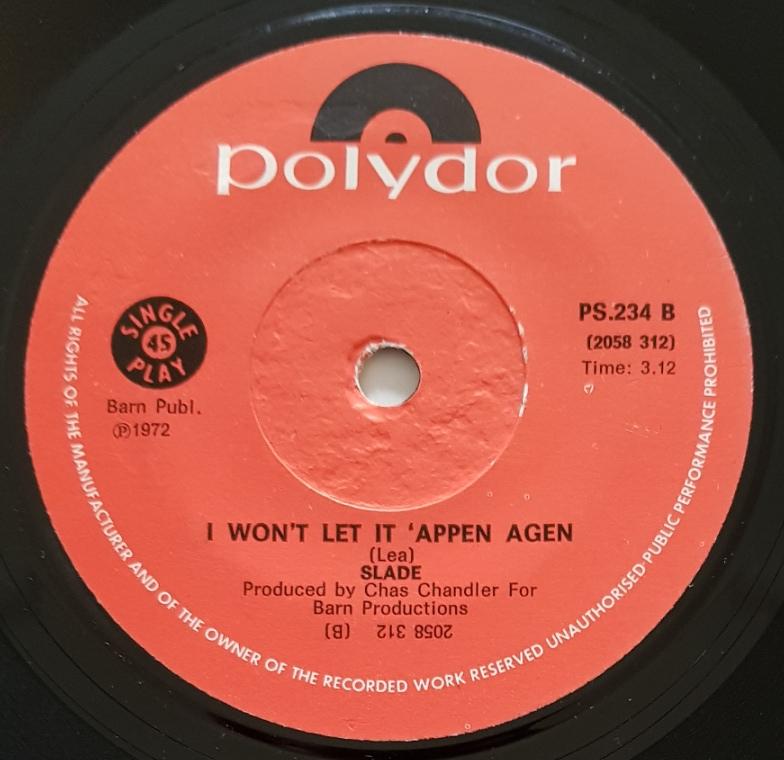 polydor
SINGLE
45
PLAY
Barn Publ.
℗1972
PS.234 B
(2058 312)
Time: 3.12
I WON'T LET IT ‘APPEN AGEN
(Lea)
SLADE
Produced by Chas Chandler For
Barn Productions
2058 312 (B)
ALL RIGHTS OF THE MANUFACTURER AND OF THE OWNER OF THE RECORDED WORK RESERVED UNAUTHORISED PUBLIC PERFORMANCE PROHIBITED